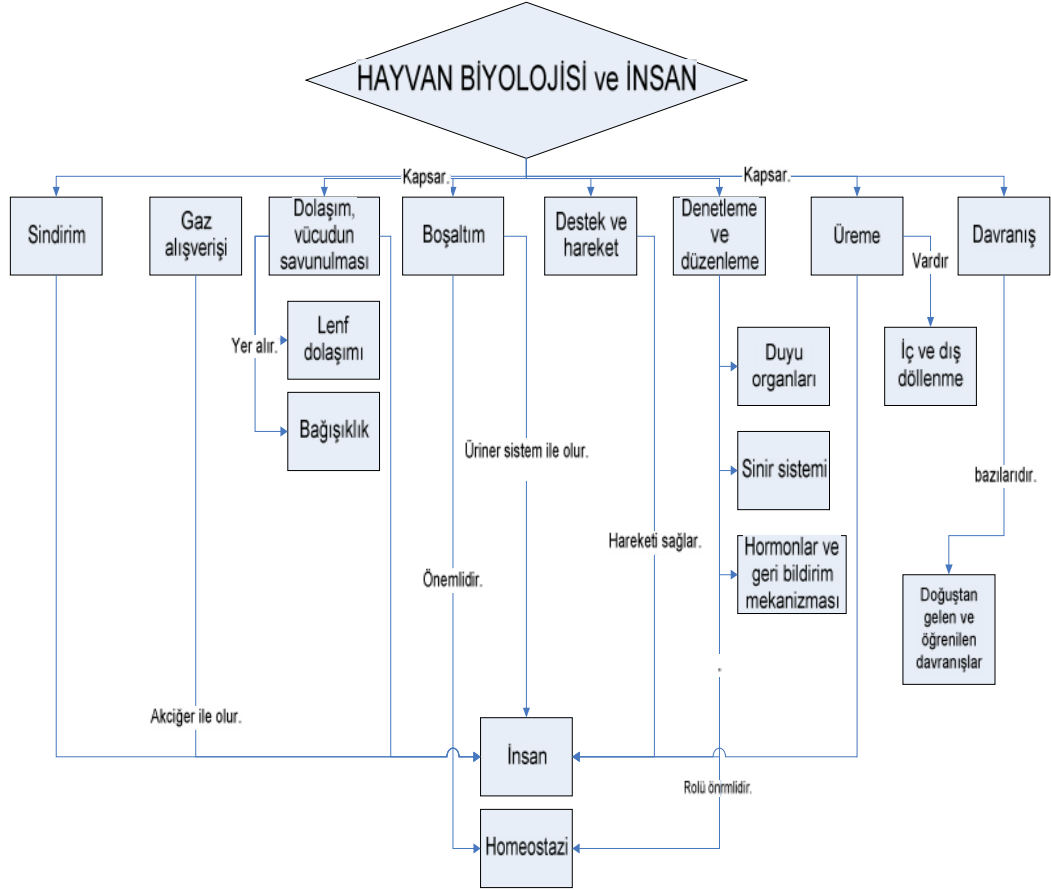 HAYVAN BİYOLOJİSİ ve İNSAN
Kapsar.
Kapsar.
Sindirim
Gaz
alışverişi
Dolaşım,
vücudun
savunulması
Boşaltım
Destek ve
hareket
Denetleme
ve
düzenleme
Üreme
Davranış
Vardır
Yer alır.
Lenf
dolaşımı
Bağışıklık
Duyu
organları
İç ve dış
döllenme
Üriner sistem ile olur.
Sinir sistemi
bazılarıdır.
Hareketi sağlar.
Önemlidir.
Hormonlar ve
geri bildirim
mekanizması
Doğuştan
gelen ve
öğrenilen
davranışlar
.
Akciğer ile olur.
İnsan
Rolü önrmlidir.
Homeostazi